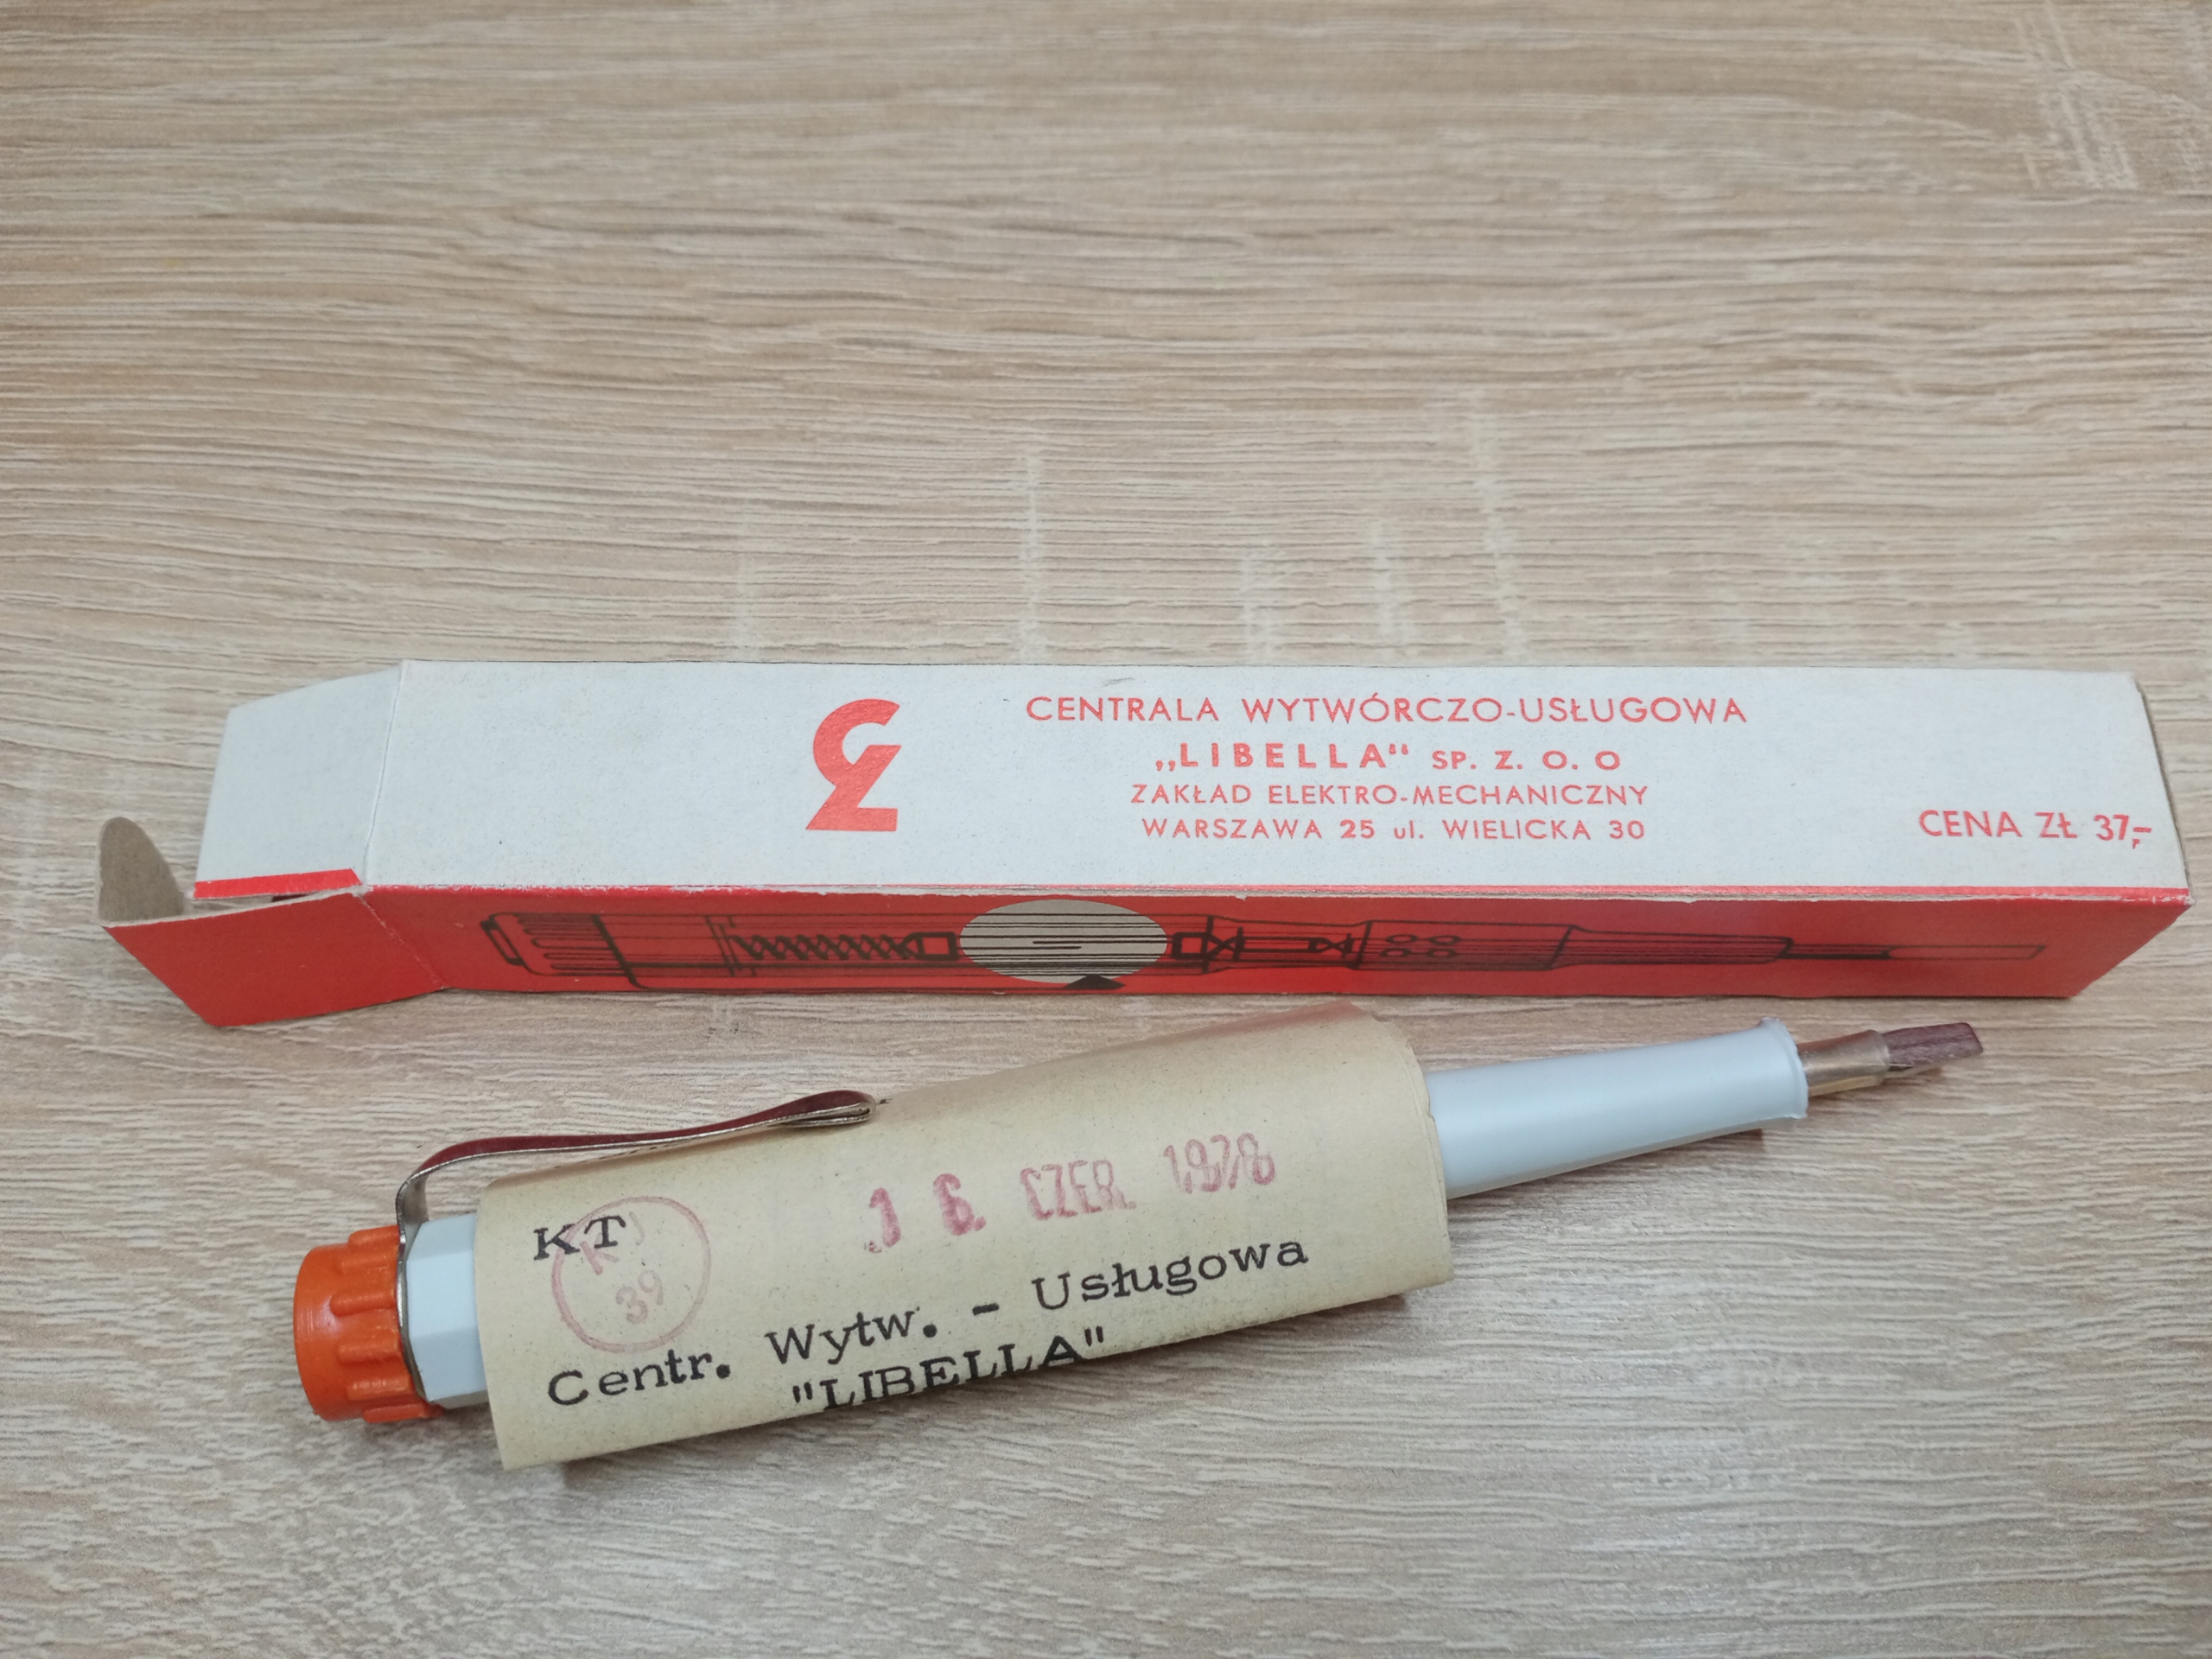 CENTRALA WYTWÓRCZO-USŁUGOWA
„LIBELLA" SP. Z. O. O
ZAKŁAD ELEKTRO-MECHANICZNY
WARSZAWA 25 ul. WIELICKA 30
CENA ZŁ 37,-
16. CZER. 1978
KT
KJ
39
Centr. Wytw. - Usługowa
"LIBELLA"